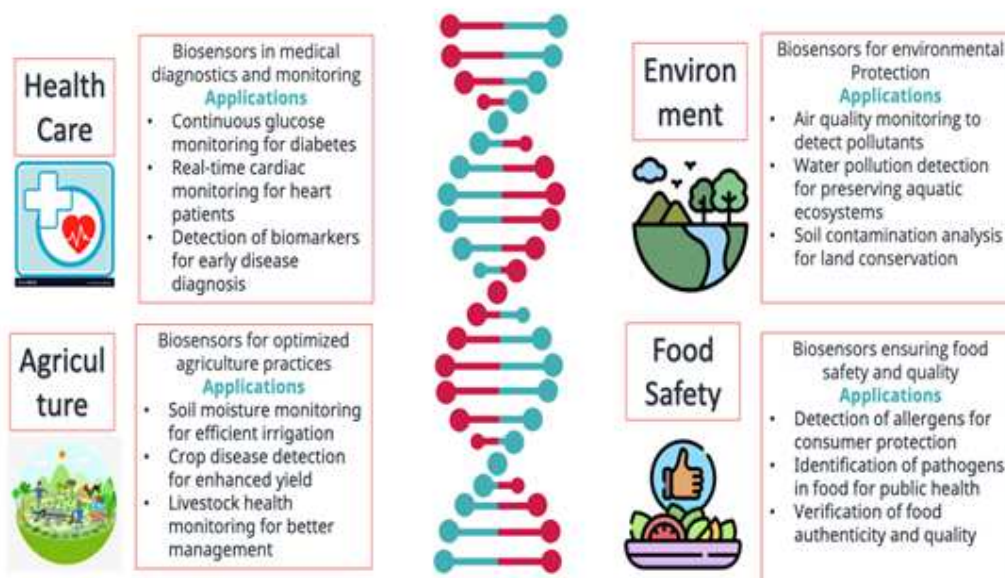 Health
Care
Biosensors in medical
diagnostics and monitoring
Applications
• Continuous glucose
monitoring for diabetes
• Real-time cardiac
monitoring for heart
patients
• Detection of biomarkers
for early disease
diagnosis
Environ
ment
Biosensors for environmental
Protection
Applications
• Air quality monitoring to
detect pollutants
• Water pollution detection
for preserving aquatic
ecosystems
• Soil contamination analysis
for land conservation
Agricul
ture
Biosensors for optimized
agriculture practices
Applications
• Soil moisture monitoring
for efficient irrigation
• Crop disease detection
for enhanced yield
• Livestock health
monitoring for better
management
Food
Safety
Biosensors ensuring food
safety and quality
Applications
• Detection of allergens for
consumer protection
• Identification of pathogens
in food for public health
• Verification of food
authenticity and quality